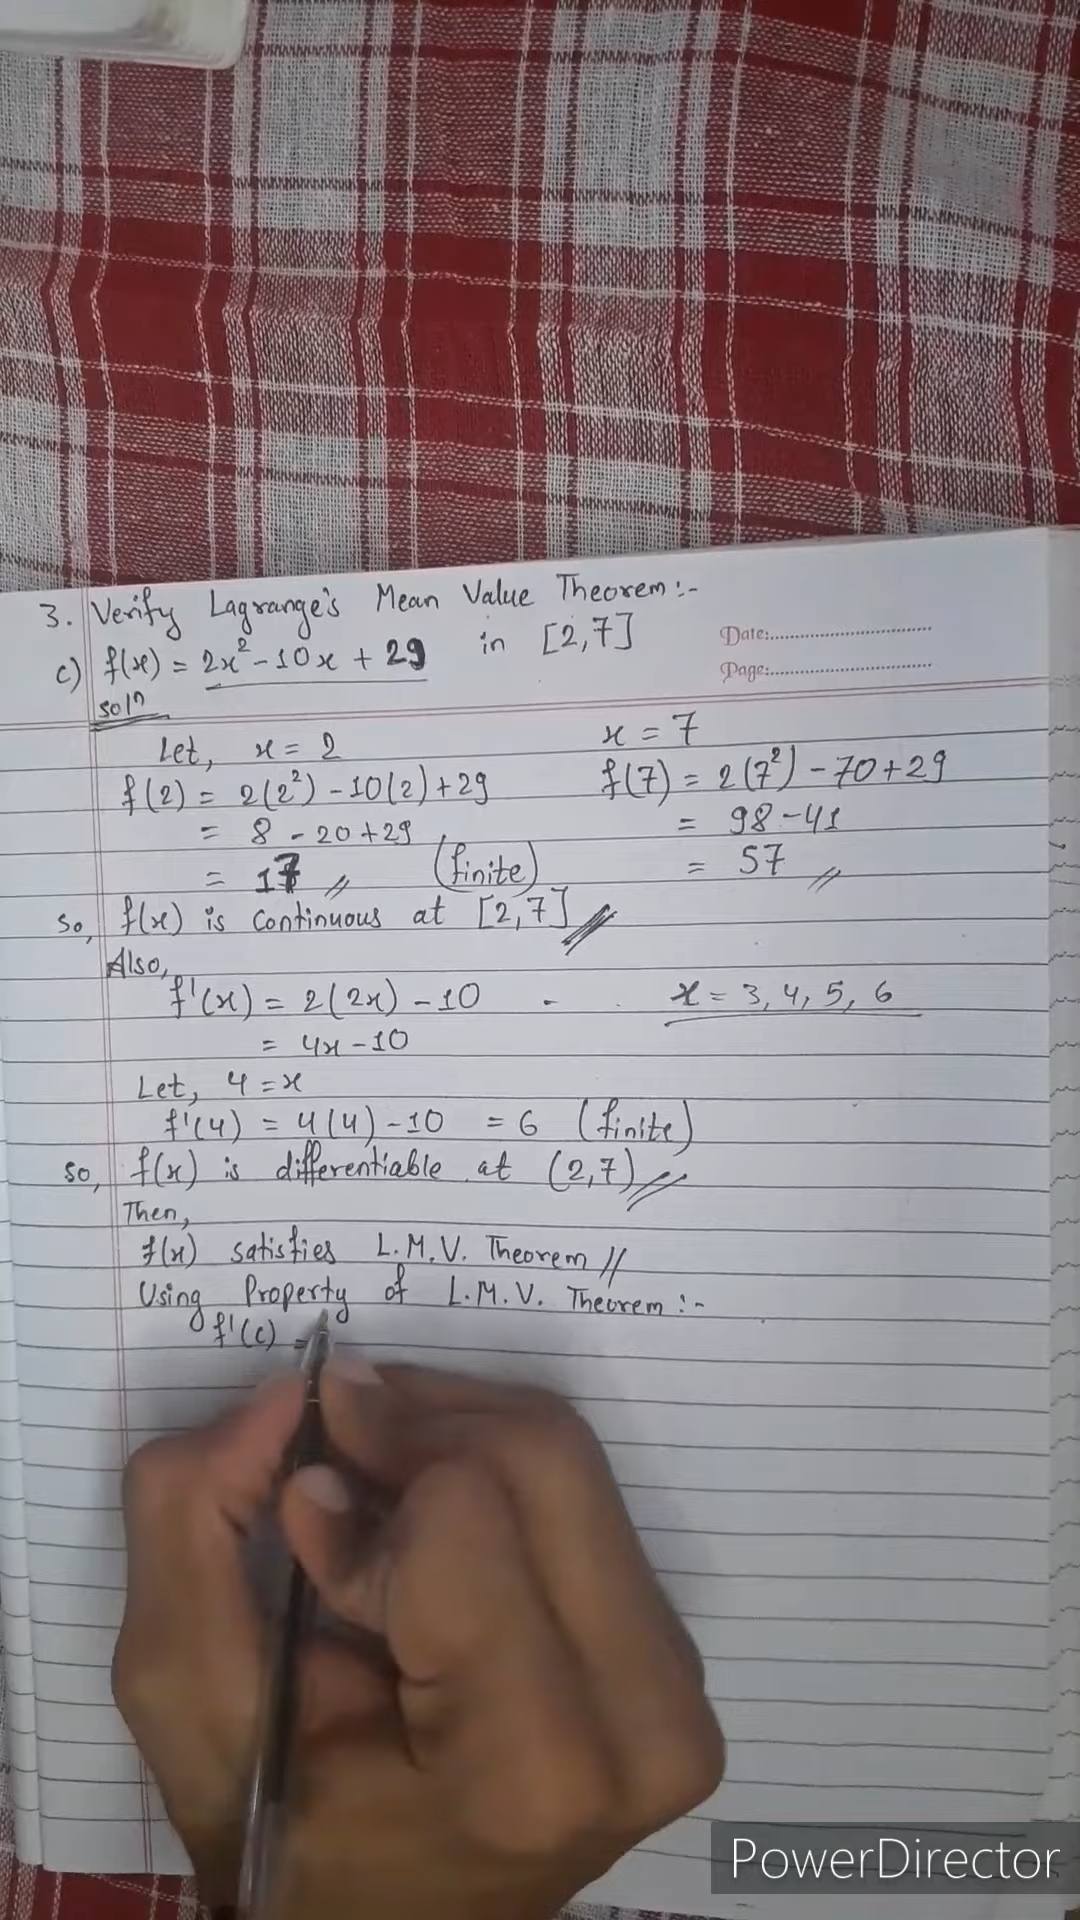 3. Verify Lagrange's Mean Value Theorem :-
c) f(x) = 2x² - 10x + 29 in [2,7]
Date:
Page:
solⁿ
Let, x = 2
f(2) = 2(2²) - 10(2) + 29
= 8 - 20 + 29
= 17 // (finite)
x = 7
f(7) = 2(7²) - 70 + 29
= 98 - 41
= 57 //
so, f(x) is continuous at [2,7] //
Also,
f'(x) = 2(2x) - 10
x = 3, 4, 5, 6
= 4x - 10
Let, 4 = x
f'(4) = 4(4) - 10 = 6 (finite)
so, f(x) is differentiable at (2,7) //
Then,
f(x) satisfies L.M.V. Theorem //
Using Property of L.M.V. Theorem :-
f'(c) =
PowerDirector